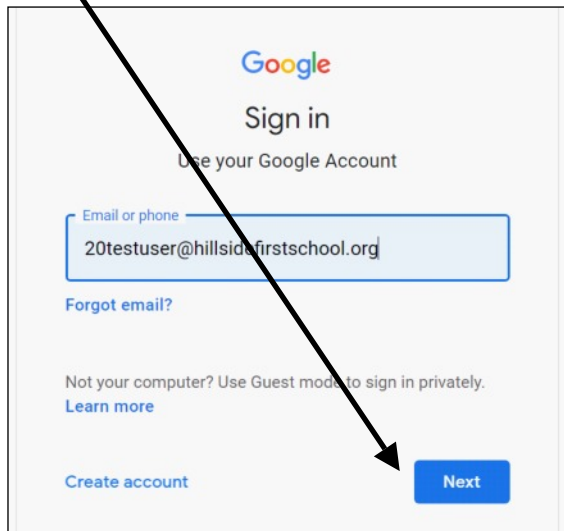 Google
Sign in
Use your Google Account
Email or phone
20testuser@hillsidefirstschool.org
Forgot email?
Not your computer? Use Guest mode to sign in privately.
Learn more
Create account
Next